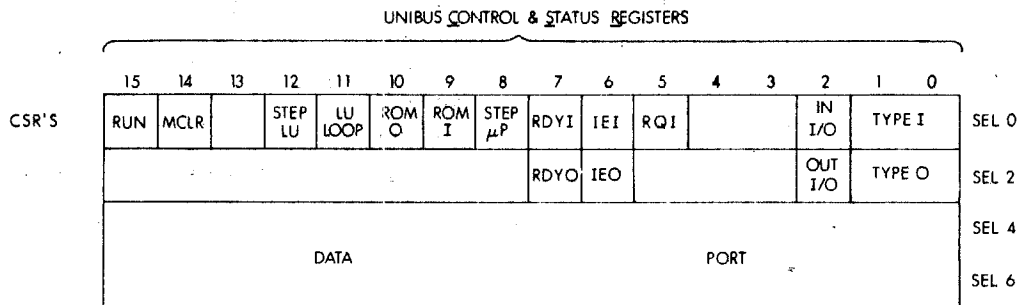 UNIBUS CONTROL & STATUS REGISTERS
15 14 13 12 11 10 9 8 7 6 5 4 3 2 1 0
CSR'S RUN MCLR STEP LU LU LOOP ROM O ROM I STEP μP RDYI IEI RQI IN I/O TYPE I SEL 0
RDYO IEO OUT I/O TYPE O SEL 2
SEL 4
DATA PORT
SEL 6